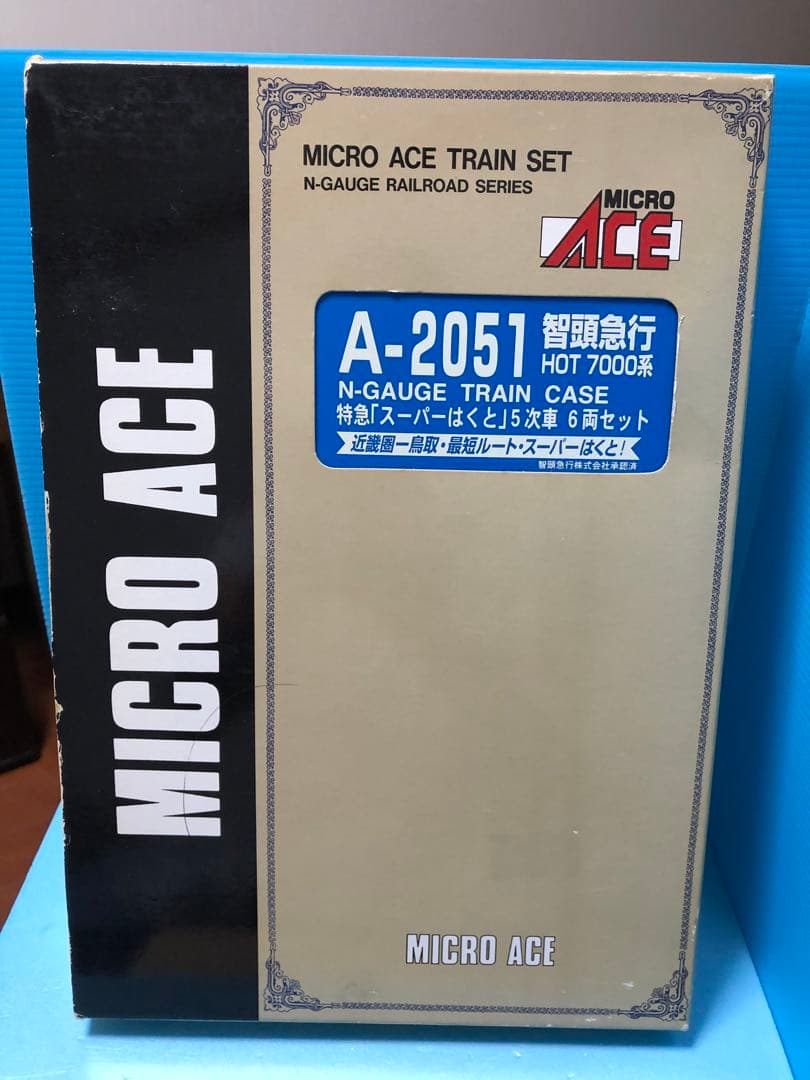 MICRO ACE
MICRO ACE TRAIN SET
N-GAUGE RAILROAD SERIES
MICRO
ACE
A-2051 智頭急行
HOT 7000系
N-GAUGE TRAIN CASE
特急「スーパーはくと」5次車 6両セット
近畿圏ー鳥取・最短ルート・スーパーはくと!
智頭急行株式会社承認済
MICRO ACE